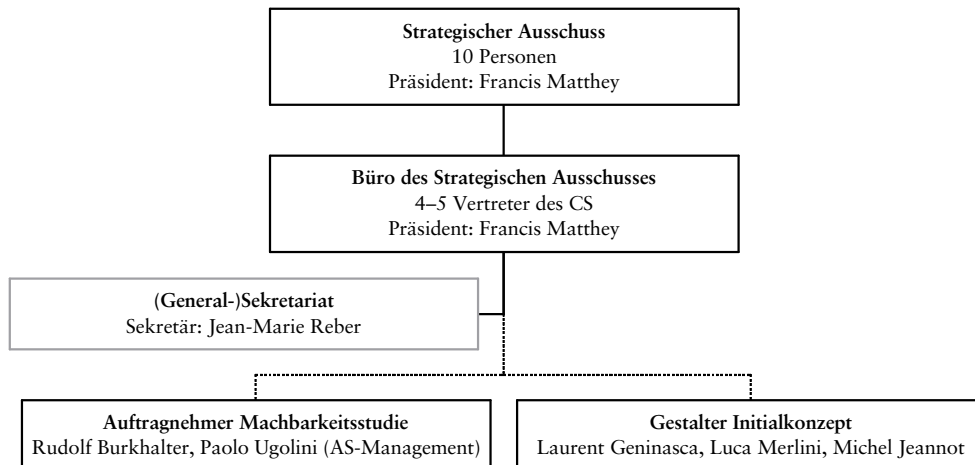 Strategischer Ausschuss
10 Personen
Präsident: Francis Matthey
Büro des Strategischen Ausschusses
4–5 Vertreter des CS
Präsident: Francis Matthey
(General-)Sekretariat
Sekretär: Jean-Marie Reber
Auftragnehmer Machbarkeitsstudie
Rudolf Burkhalter, Paolo Ugolini (AS-Management)
Gestalter Initialkonzept
Laurent Geninasca, Luca Merlini, Michel Jeannot